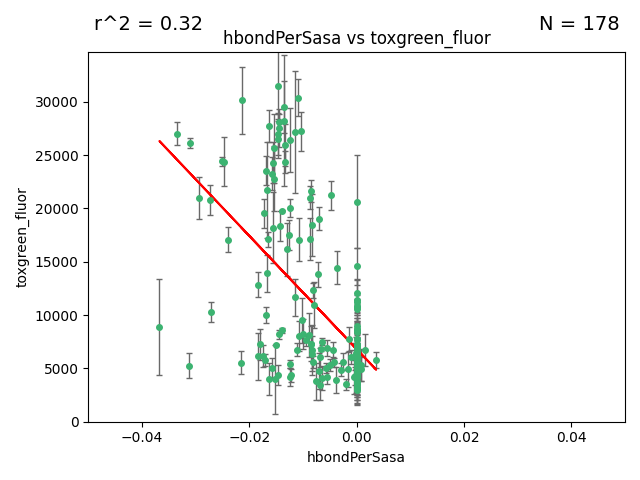 r^2 = 0.32
N = 178
hbondPerSasa vs toxgreen_fluor
toxgreen_fluor
30000
25000
20000
15000
10000
5000
0
−0.04
−0.02
0.00
0.02
0.04
hbondPerSasa